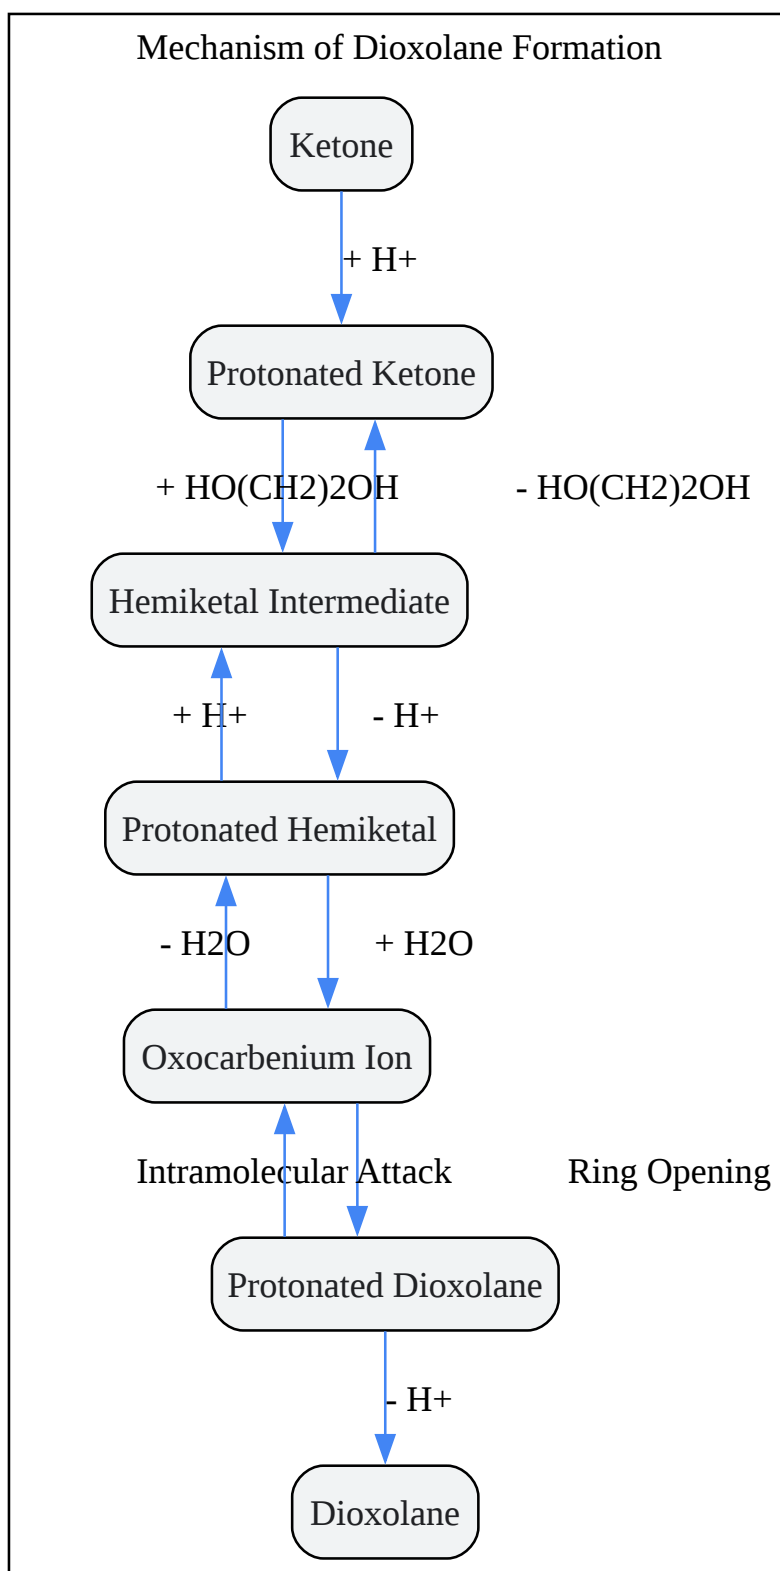 Mechanism of Dioxolane Formation
Ketone
+ H+
Protonated Ketone
+ HO(CH2)2OH
- HO(CH2)2OH
Hemiketal Intermediate
+ H+
- H+
Protonated Hemiketal
- H2O
+ H2O
Oxocarbenium Ion
Intramolecular Attack
Ring Opening
Protonated Dioxolane
- H+
Dioxolane